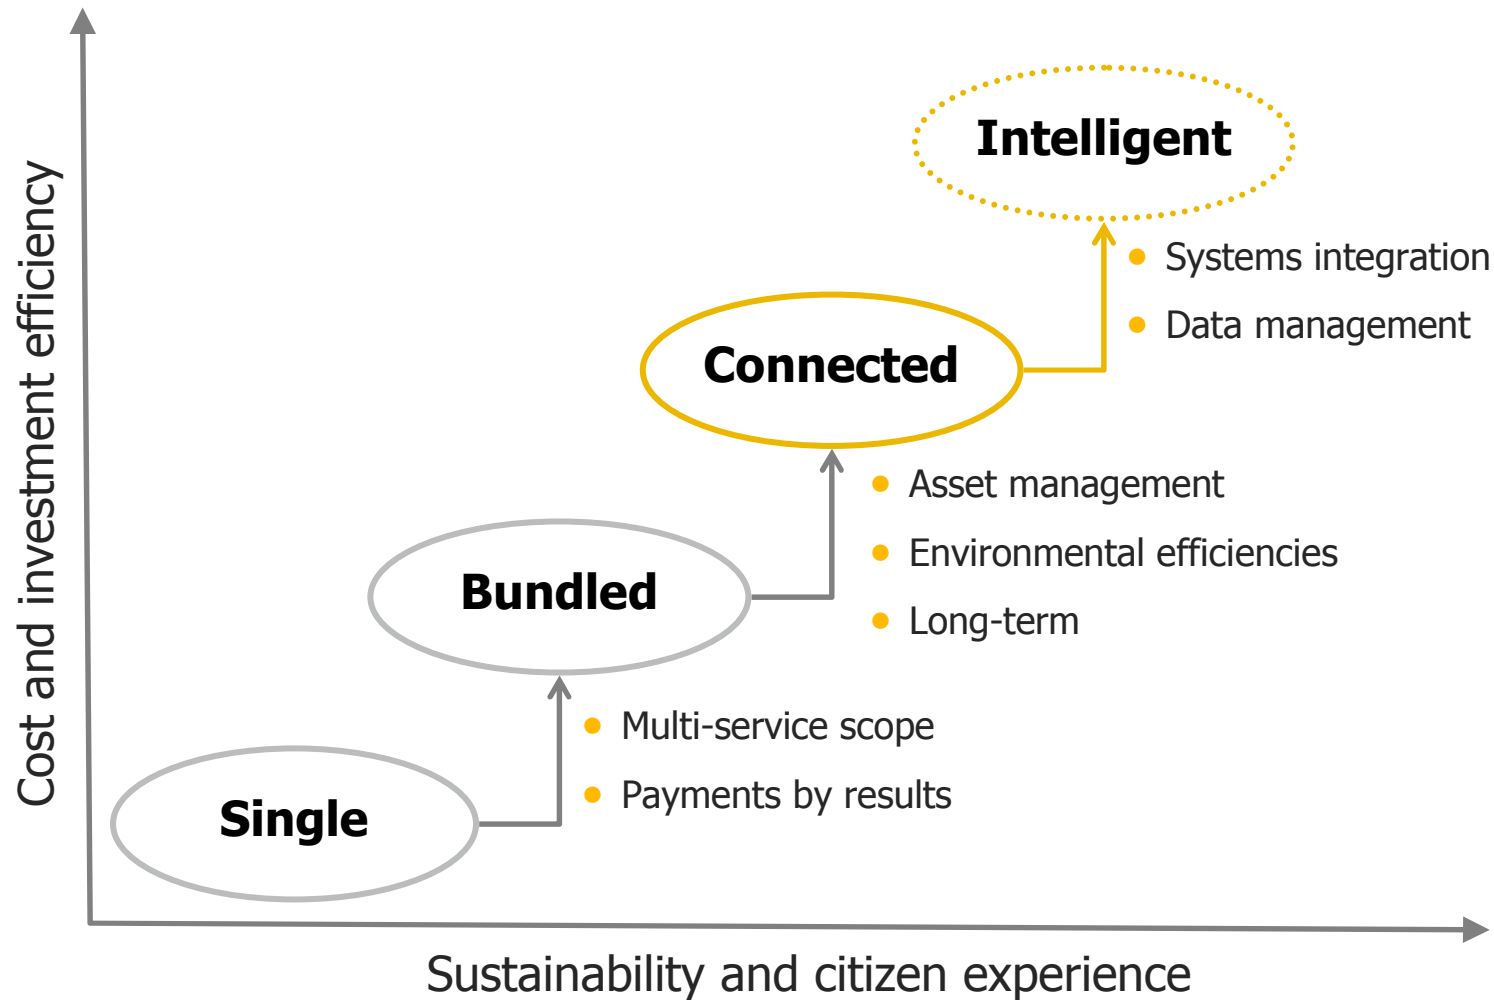 Cost and investment efficiency
Intelligent
Systems integration
Data management
Connected
Asset management
Environmental efficiencies
Long-term
Bundled
Multi-service scope
Payments by results
Single
Sustainability and citizen experience